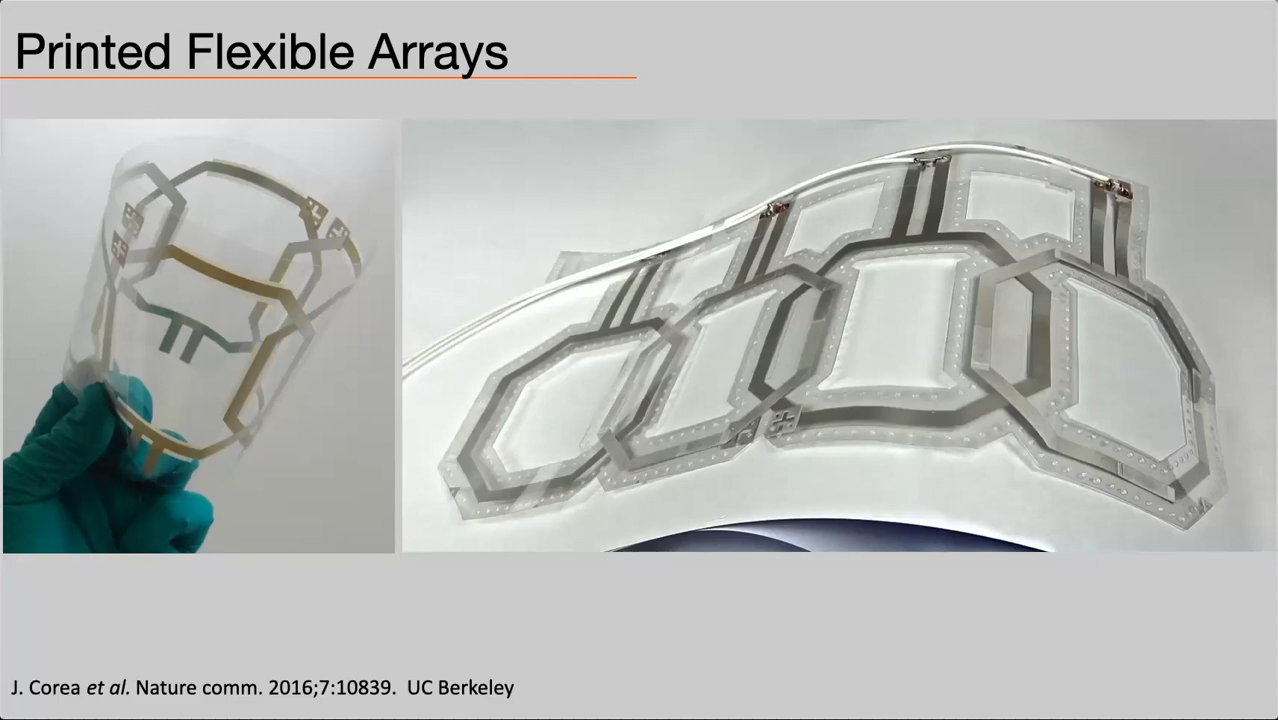 Printed Flexible Arrays
J. Corea et al. Nature comm. 2016;7:10839. UC Berkeley